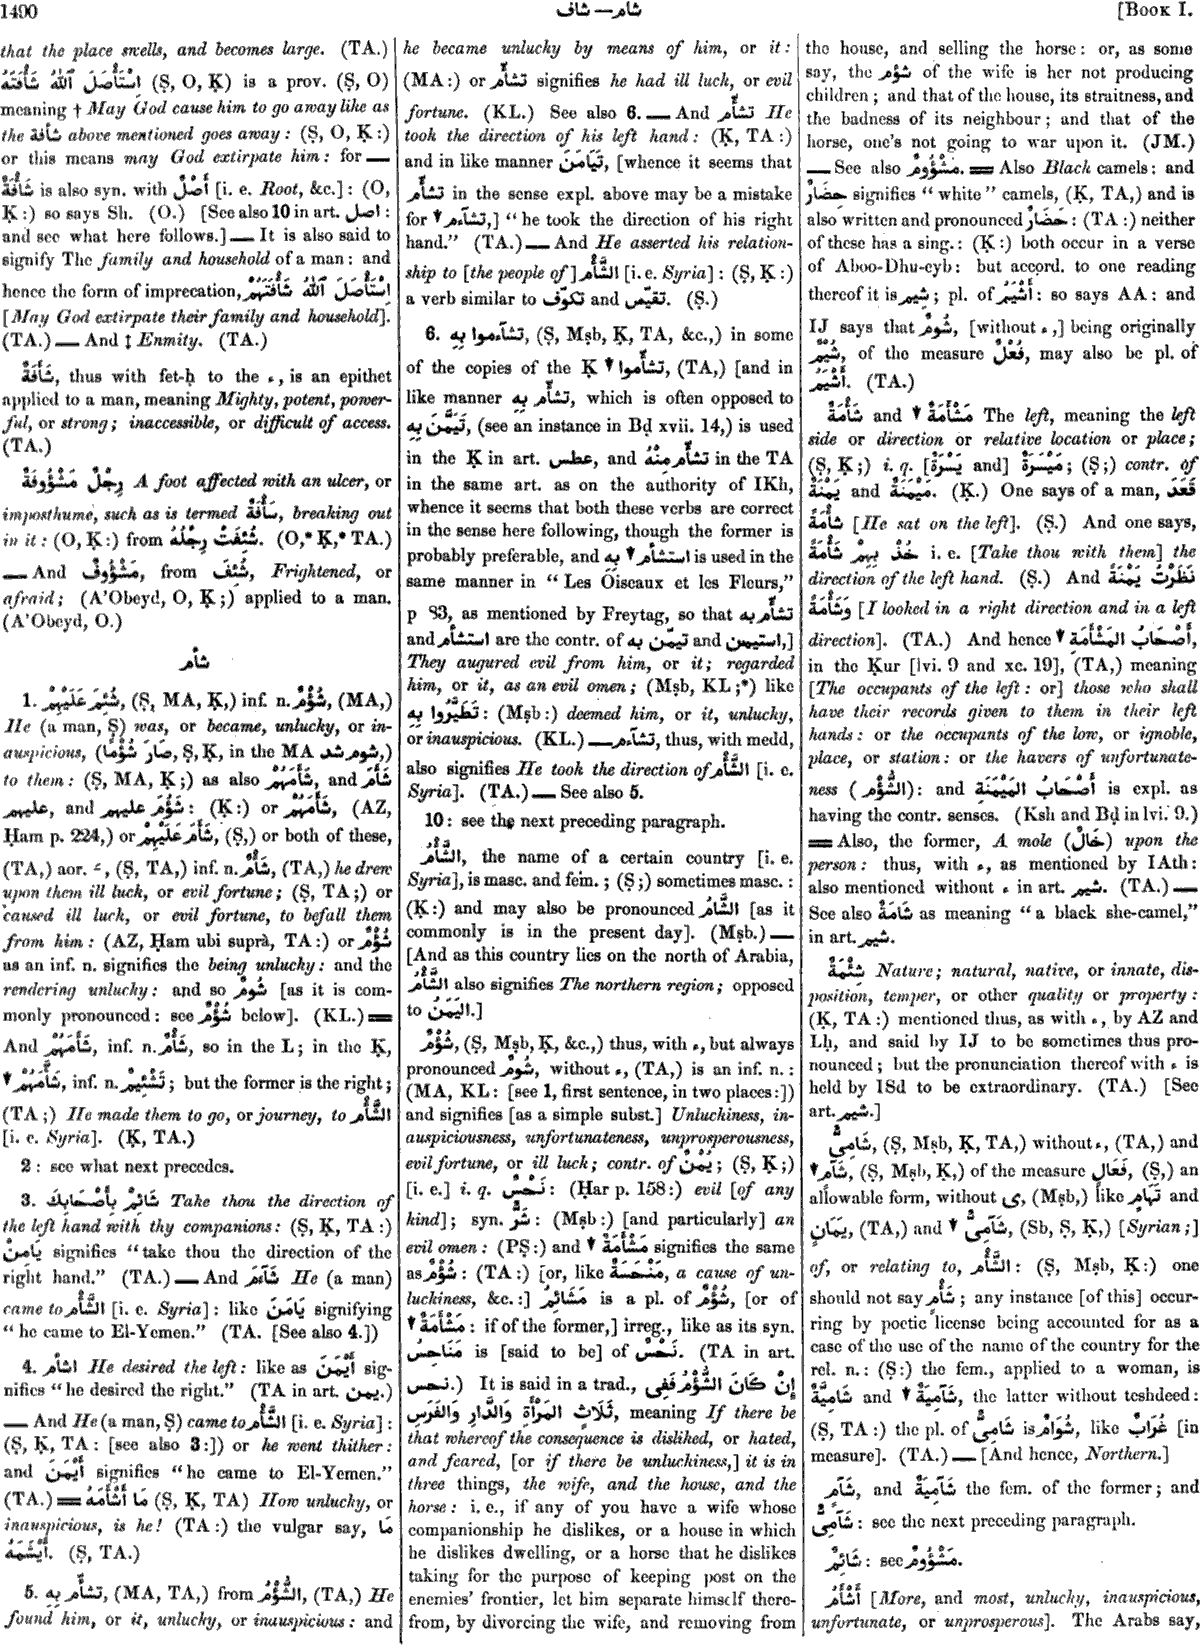 1490
شأف — شأم
[BOOK I.
that the place swells, and becomes large. (TA.)
اِسْتَأْصَلَ ٱللّٰهُ شَأْفَتَهُ (Ṣ, O, Ḳ) is a prov. (Ṣ, O)
meaning † May God cause him to go away like as
the شأفة above mentioned goes away: (Ṣ, O, Ḳ:)
or this means may God extirpate him: for —
شَأْفَةٌ is also syn. with أَصْلٌ [i. e. Root, &c.]: (O,
Ḳ:) so says Sh. (O.) [See also 10 in art. اصل:
and see what here follows.] — It is also said to
signify The family and household of a man: and
hence the form of imprecation, اِسْتَأْصَلَ ٱللّٰهُ شَأْفَتَهُمْ
[May God extirpate their family and household].
(TA.) — And ‡ Enmity. (TA.)
شَأَفَةٌ, thus with fet-ḥ to the ء, is an epithet
applied to a man, meaning Mighty, potent, power-
ful, or strong; inaccessible, or difficult of access.
(TA.)
رِجْلٌ مَشْؤُوفَةٌ A foot affected with an ulcer, or
imposthume, such as is termed شَأْفَة, breaking out
in it: (O, Ḳ:) from شُئِفَتْ رِجْلُهُ. (O,* Ḳ,* TA.)
— And مَشْؤُوفٌ, from شُئِفَ, Frightened, or
afraid; (A'Obeyd, O, Ḳ;) applied to a man.
(A'Obeyd, O.)
شأم
1. شُئِمَ عَلَيْهِمْ, (Ṣ, MA, Ḳ,) inf. n. شُؤْمٌ, (MA,)
He (a man, Ṣ) was, or became, unlucky, or in-
auspicious, (صَارَ شُؤْمًا, Ṣ, Ḳ, in the MA شوم شد,)
to them: (Ṣ, MA, Ḳ;) as also شَأَمَهُمْ, and شَأَمَ
عليهم, and شَؤُمَ عليهم: (Ḳ:) or شَأَمَهُمْ, (AZ,
Ḥam p. 224,) or شَأَمَ عَلَيْهِمْ, (Ṣ,) or both of these,
(TA,) aor. ـَ, (Ṣ, TA,) inf. n. شَأْمٌ, (TA,) he drew
upon them ill luck, or evil fortune; (Ṣ, TA;) or
caused ill luck, or evil fortune, to befall them
from him: (AZ, Ḥam ubi suprà, TA:) or شُؤْمٌ
as an inf. n. signifies the being unlucky: and the
rendering unlucky: and so شُومٌ [as it is com-
monly pronounced: see شُؤْمٌ below]. (KL.) ==
And شَأَمَهُمْ, inf. n. شَأْمٌ, so in the L; in the Ḳ,
▼ شَأَّمَهُمْ, inf. n. تَشْئِيمٌ; but the former is the right;
(TA;) He made them to go, or journey, to الشَّأْم
[i. e. Syria]. (Ḳ, TA.)
2: see what next precedes.
3. شَائِمْ بِأَصْحَابِكَ Take thou the direction of
the left hand with thy companions: (Ṣ, Ḳ, TA:)
يَامِنْ signifies "take thou the direction of the
right hand." (TA.) — And شَآءَمَ He (a man)
came to الشَّأْم [i. e. Syria]: like يَامَنَ signifying
"he came to El-Yemen." (TA. [See also 4.])
4. اشأم He desired the left: like as أَيْمَنَ sig-
nifies "he desired the right." (TA in art. يمن.)
— And He (a man, Ṣ) came to الشَّأْم [i. e. Syria]:
(Ṣ, Ḳ, TA: [see also 3:]) or he went thither:
and أَيْمَنَ signifies "he came to El-Yemen."
(TA.) == مَا أَشْأَمَهُ (Ṣ, Ḳ, TA) How unlucky, or
inauspicious, is he! (TA:) the vulgar say, مَا
أَيْشَمَهُ. (Ṣ, TA.)
5. تشأّم بِهِ, (MA, TA,) from الشُّؤْمُ, (TA,) He
found him, or it, unlucky, or inauspicious: and
he became unlucky by means of him, or it:
(MA:) or تشأّم signifies he had ill luck, or evil
fortune. (KL.) See also 6. — And تشأّم He
took the direction of his left hand: (Ḳ, TA:)
and in like manner تَيَامَنَ, [whence it seems that
تشأّم in the sense expl. above may be a mistake
for ▼ تشآءم,] "he took the direction of his right
hand." (TA.) — And He asserted his relation-
ship to [the people of] الشَّأْم [i. e. Syria]: (Ṣ, Ḳ:)
a verb similar to تكوّف and تقيّس. (Ṣ.)
6. تشآءموا بِهِ, (Ṣ, Mṣb, Ḳ, TA, &c.,) in some
of the copies of the Ḳ ▼ تشأّموا, (TA,) [and in
like manner تشأّم بِهِ, which is often opposed to
تَيَمَّنَ بِهِ, (see an instance in Bḍ xvii. 14,) is used
in the Ḳ in art. عطس, and تشأّم مِنْهُ in the TA
in the same art. as on the authority of IKh,
whence it seems that both these verbs are correct
in the sense here following, though the former is
probably preferable, and ▼ استشأم به is used in the
same manner in "Les Oiseaux et les Fleurs,"
p 83, as mentioned by Freytag, so that تشأّم به
and استشأم are the contr. of تيمّن به and استيمن,]
They augured evil from him, or it; regarded
him, or it, as an evil omen; (Mṣb, KL;*) like
تَطَيَّرُوا بِهِ: (Mṣb:) deemed him, or it, unlucky,
or inauspicious. (KL.) — تشآءم, thus, with medd,
also signifies He took the direction of الشَّأْم [i. e.
Syria]. (TA.) — See also 5.
10: see the next preceding paragraph.
الشَّأْمُ, the name of a certain country [i. e.
Syria], is masc. and fem.; (Ṣ;) sometimes masc.:
(Ḳ:) and may also be pronounced الشَّامُ [as it
commonly is in the present day]. (Mṣb.) —
[And as this country lies on the north of Arabia,
الشَّأْمُ also signifies The northern region; opposed
to اليَمَنُ.]
شُؤْمٌ, (Ṣ, Mṣb, Ḳ, &c.,) thus, with ء, but always
pronounced شُومٌ, without ء, (TA,) is an inf. n.:
(MA, KL: [see 1, first sentence, in two places:])
and signifies [as a simple subst.] Unluckiness, in-
auspiciousness, unfortunateness, unprosperousness,
evil fortune, or ill luck; contr. of يُمْنٌ; (Ṣ, Ḳ;)
[i. e.] i. q. نَحْسٌ: (Ḥar p. 158:) evil [of any
kind]; syn. شَرٌّ: (Mṣb:) [and particularly] an
evil omen: (PṢ:) and ▼ مَشْأَمَةٌ signifies the same
as شُؤْمٌ: (TA:) [or, like مَنْحَسَةٌ, a cause of un-
luckiness, &c.:] مَشَائِمُ is a pl. of شُؤْمٌ, [or of
▼ مَشْأَمَةٌ: if of the former,] irreg., like as its syn.
مَنَاحِسُ is [said to be] of نَحْسٌ. (TA in art.
نحس.) It is said in a trad., إِنْ كَانَ الشُّؤْمُ فَفِى
ثَلَاثٍ المَرْأَةِ وَالدَّارِ وَالفَرَسِ, meaning If there be
that whereof the consequence is disliked, or hated,
and feared, [or if there be unluckiness,] it is in
three things, the wife, and the house, and the
horse: i. e., if any of you have a wife whose
companionship he dislikes, or a house in which
he dislikes dwelling, or a horse that he dislikes
taking for the purpose of keeping post on the
enemies' frontier, let him separate himself there-
from, by divorcing the wife, and removing from
the house, and selling the horse: or, as some
say, the شُؤْم of the wife is her not producing
children; and that of the house, its straitness, and
the badness of its neighbour; and that of the
horse, one's not going to war upon it. (JM.)
— See also مَشْؤُومٌ. == Also Black camels: and
حِضَارٌ signifies "white" camels, (Ḳ, TA,) and is
also written and pronounced حَضَارٌ: (TA:) neither
of these has a sing.: (Ḳ:) both occur in a verse
of Aboo-Dhu-eyb: but accord. to one reading
thereof it is شيم; pl. of أَشْيَمُ: so says AA: and
IJ says that شُومٌ, [without ء,] being originally
شُيْمٌ, of the measure فُعْلٌ, may also be pl. of
أَشْيَمُ. (TA.)
شَأْمَةٌ and ▼ مَشْأَمَةٌ The left, meaning the left
side or direction or relative location or place;
(Ṣ, Ḳ;) i. q. [يَسْرَةٌ and] مَيْسَرَةٌ; (Ṣ;) contr. of
يَمْنَةٌ and مَيْمَنَةٌ. (Ḳ.) One says of a man, قَعَدَ
شَأْمَةً [He sat on the left]. (Ṣ.) And one says,
خُذْ بِهِمْ شَأْمَةً i. e. [Take thou with them] the
direction of the left hand. (Ṣ.) And نَظَرْتُ يَمْنَةً
وَشَأْمَةً [I looked in a right direction and in a left
direction]. (TA.) And hence ▼ أَصْحَابُ المَشْأَمَةِ,
in the Ḳur [lvi. 9 and xc. 19], (TA,) meaning
[The occupants of the left: or] those who shall
have their records given to them in their left
hands: or the occupants of the low, or ignoble,
place, or station: or the havers of unfortunate-
ness (الشُّؤْم): and أَصْحَابُ المَيْمَنَةِ is expl. as
having the contr. senses. (Ksh and Bḍ in lvi. 9.)
== Also, the former, A mole (خَال) upon the
person: thus, with ء, as mentioned by IAth:
also mentioned without ء in art. شيم. (TA.) —
See also شَامَةٌ as meaning "a black she-camel,"
in art. شيم.
شِئْمَةٌ Nature; natural, native, or innate, dis-
position, temper, or other quality or property:
(Ḳ, TA:) mentioned thus, as with ء, by AZ and
Lḥ, and said by IJ to be sometimes thus pro-
nounced; but the pronunciation thereof with ء is
held by ISd to be extraordinary. (TA.) [See
art. شيم.]
شَامِىٌّ, (Ṣ, Mṣb, Ḳ, TA,) without ء, (TA,) and
▼ شَآمٍ, (Ṣ, Mṣb, Ḳ,) of the measure فَعَالٍ, (Ṣ,) an
allowable form, without ى, (Mṣb,) like تَهَامٍ and
يَمَانٍ, (TA,) and ▼ شَآمِىٌّ, (Sb, Ṣ, Ḳ,) [Syrian;]
of, or relating to, الشَّأْم: (Ṣ, Mṣb, Ḳ:) one
should not say شَأْمٌ; any instance [of this] occur-
ring by poetic license being accounted for as a
case of the use of the name of the country for the
rel. n.: (Ṣ:) the fem., applied to a woman, is
شَامِيَّةٌ and ▼ شَآمِيَةٌ, the latter without teshdeed:
(Ṣ, TA:) the pl. of شَامِىٌّ is شُوَامٌ, like غُرَابٌ [in
measure]. (TA.) — [And hence, Northern.]
شَآمٍ, and شَآمِيَةٌ the fem. of the former; and
شَآمِىٌّ: see the next preceding paragraph.
شَائِمٌ: see مَشْؤُومٌ.
أَشْأَمُ [More, and most, unlucky, inauspicious,
unfortunate, or unprosperous]. The Arabs say,